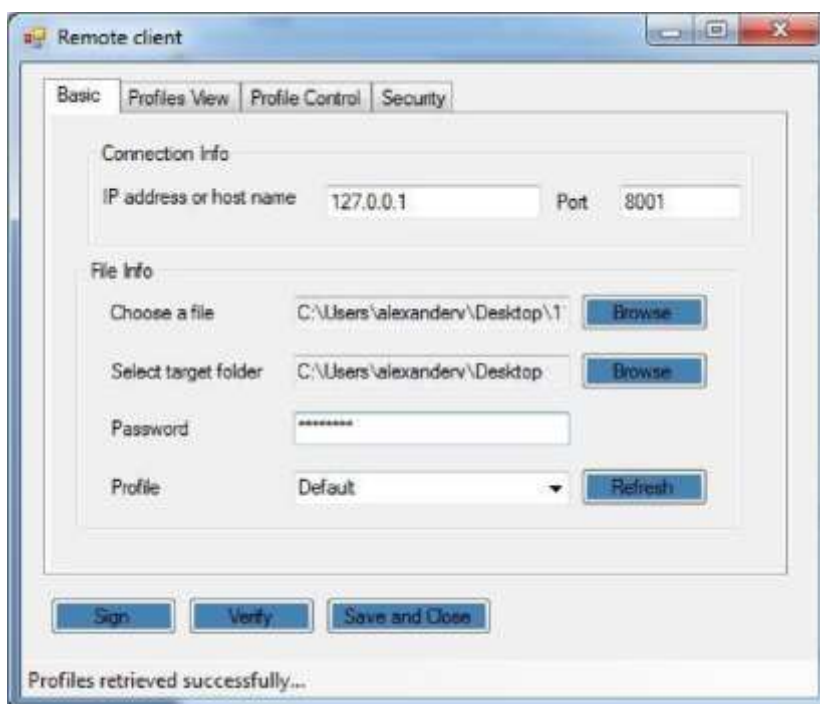 Remote client
Basic Profiles View Profile Control Security
Connection Info
IP address or host name 127.0.0.1 Port 8001
File Info
Choose a file C:\Users\alexanderv\Desktop\1 Browse
Select target folder C:\Users\alexanderv\Desktop Browse
Password ********
Profile Default Refresh
Sign Verify Save and Close
Profiles retrieved successfully...